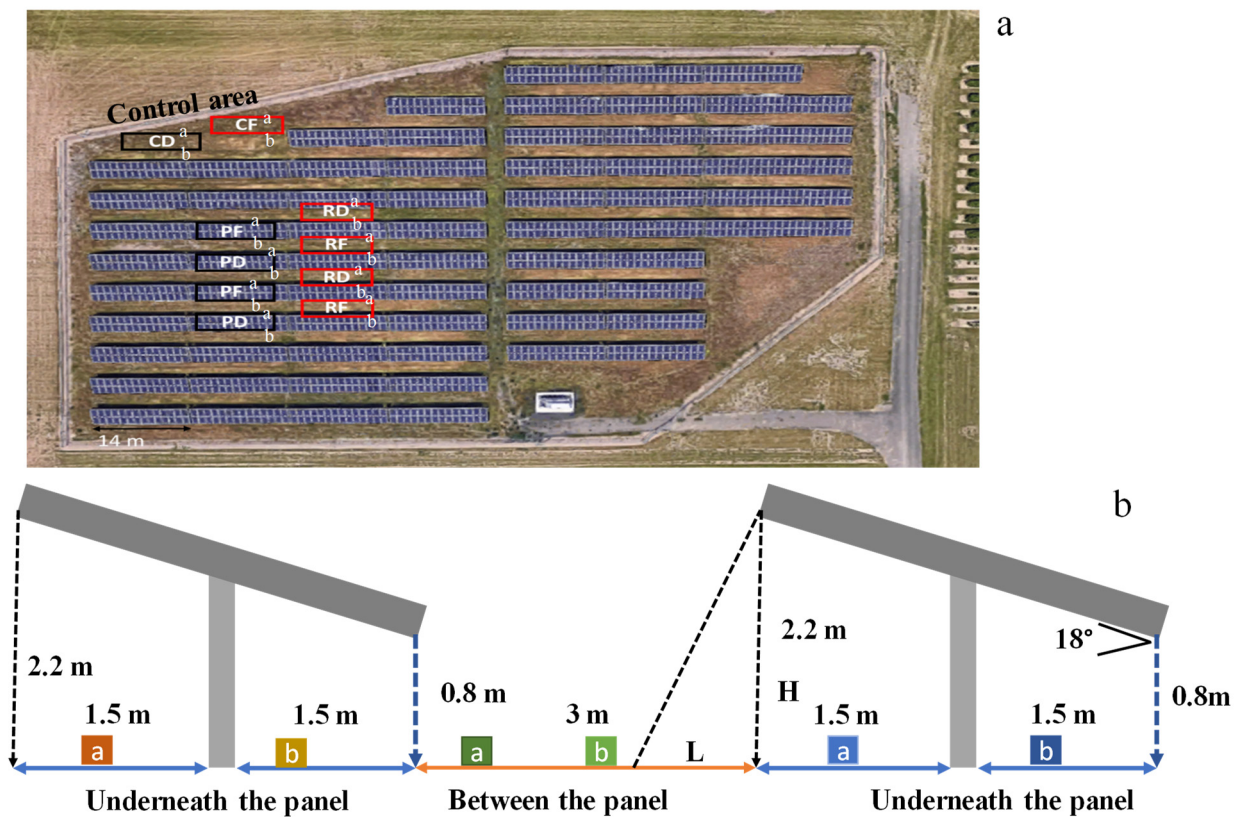 a
Control area
CF a
b
CD a
b
RD a
b
PF a
b
RF a
b
PD a
b
RD a
b
PF a
b
RF a
b
PD a
b
14 m
b
2.2 m
1.5 m
1.5 m
0.8 m
3 m
2.2 m
H
18°
1.5 m
1.5 m
0.8m
a
b
a
b
L
a
b
Underneath the panel
Between the panel
Underneath the panel